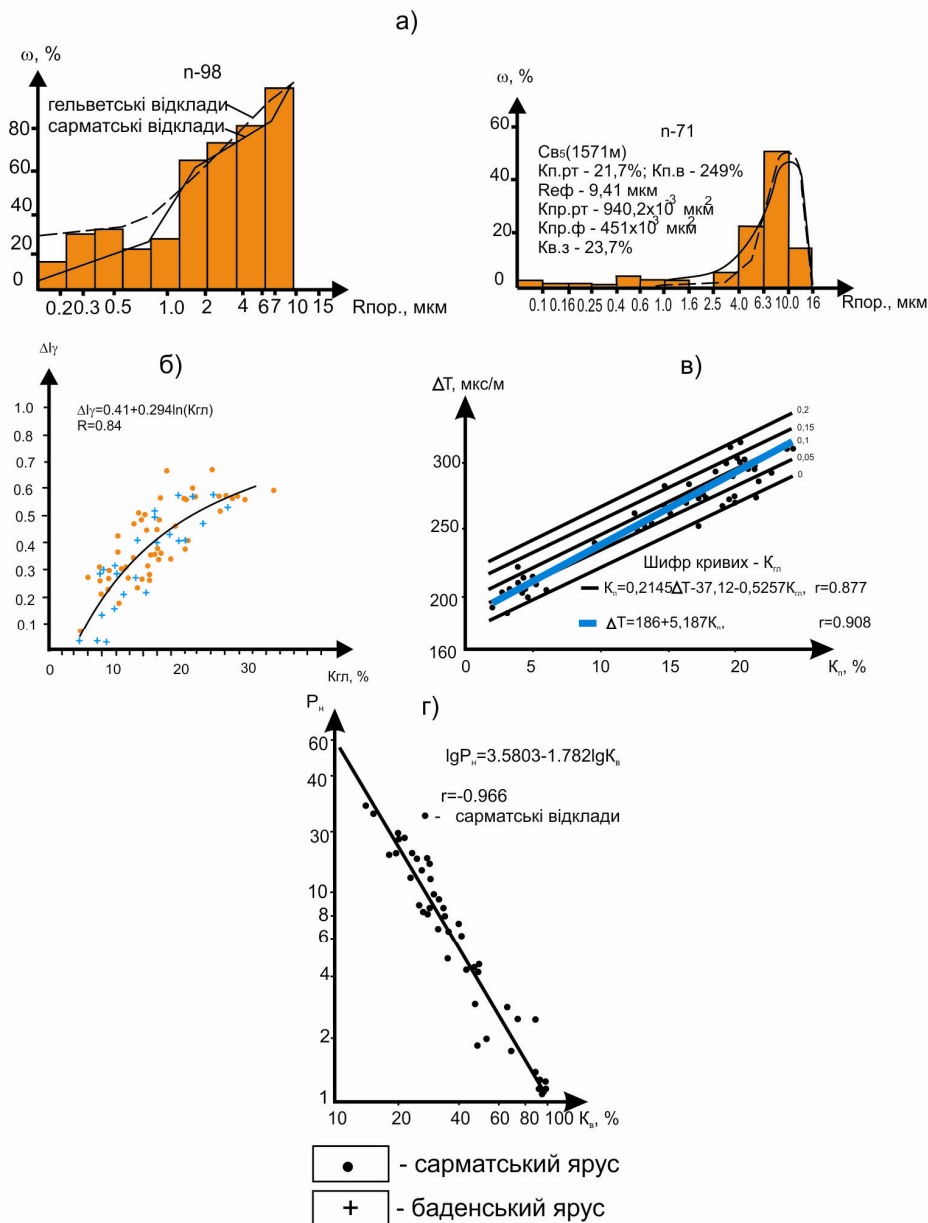 а)
ω, %
n-98
гельветські відклади
сарматські відклади
80
60
40
20
0
0.2 0.3 0.5 1.0 2 4 6 7 10 15 Rпор., мкм
ω, %
n-71
60
40
20
0
Св₅(1571м)
Кп.рт - 21,7%; Кп.в - 249%
Rеф - 9,41 мкм
Кпр.рт - 940,2х10⁻³ мкм²
Кпр.ф - 451х10³ мкм²
Кв.з - 23,7%
0.1 0.16 0.25 0.4 0.6 1.0 1.6 2.5 4.0 6.3 10.0 16 Rпор., мкм
б)
ΔIγ
ΔIγ=0.41+0.294ln(Кгл)
R=0.84
1.0
0.9
0.8
0.7
0.6
0.5
0.4
0.3
0.2
0.1
0 10 20 30
Кгл, %
в)
ΔT, мкс/м
300
250
200
160
0,2
0,15
0,1
0,05
0
Шифр кривих - Кгл
Кп=0,2145ΔT-37,12-0,5257Кгл, r=0.877
ΔT=186+5,187Кп, r=0.908
0 5 10 15 20 Кп, %
г)
Рн
lgРн=3.5803-1.782lgКв
r=-0.966
- сарматські відклади
60
40
30
10
8
6
4
2
1
10 20 40 60 80 100 Кв, %
- сарматський ярус
- баденський ярус